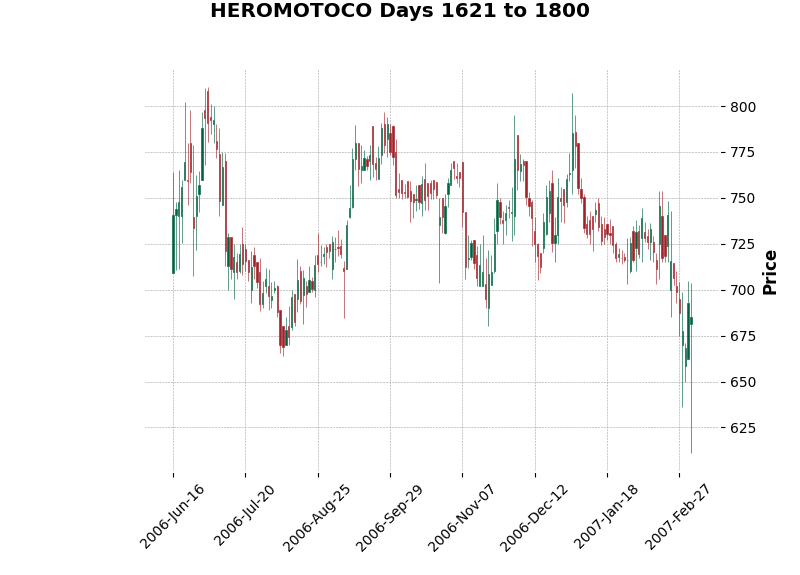 HEROMOTOCO Days 1621 to 1800
800
775
750
725
700
675
650
625
Price
2006-Jun-16
2006-Jul-20
2006-Aug-25
2006-Sep-29
2006-Nov-07
2006-Dec-12
2007-Jan-18
2007-Feb-27